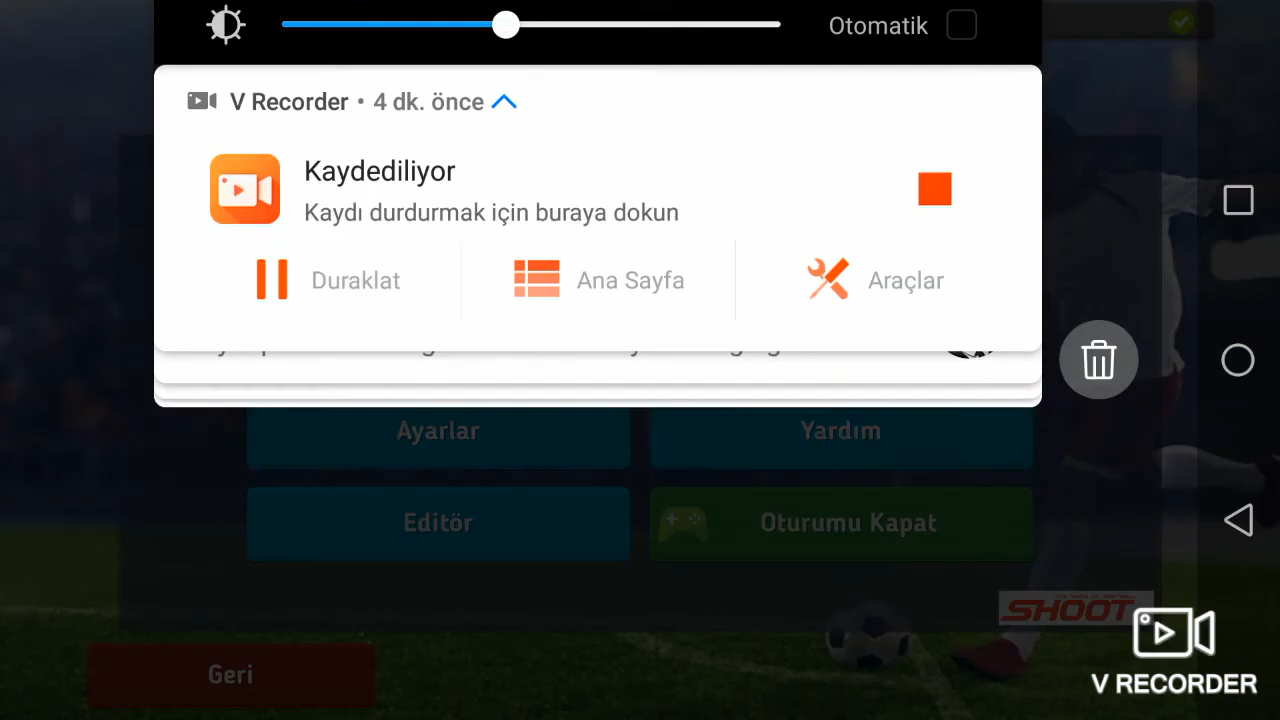 Otomatik
V Recorder • 4 dk. önce
Kaydediliyor
Kaydı durdurmak için buraya dokun
Duraklat
Ana Sayfa
Araçlar
Ayarlar
Yardım
Editör
Oturumu Kapat
SHOOT
Geri
V RECORDER